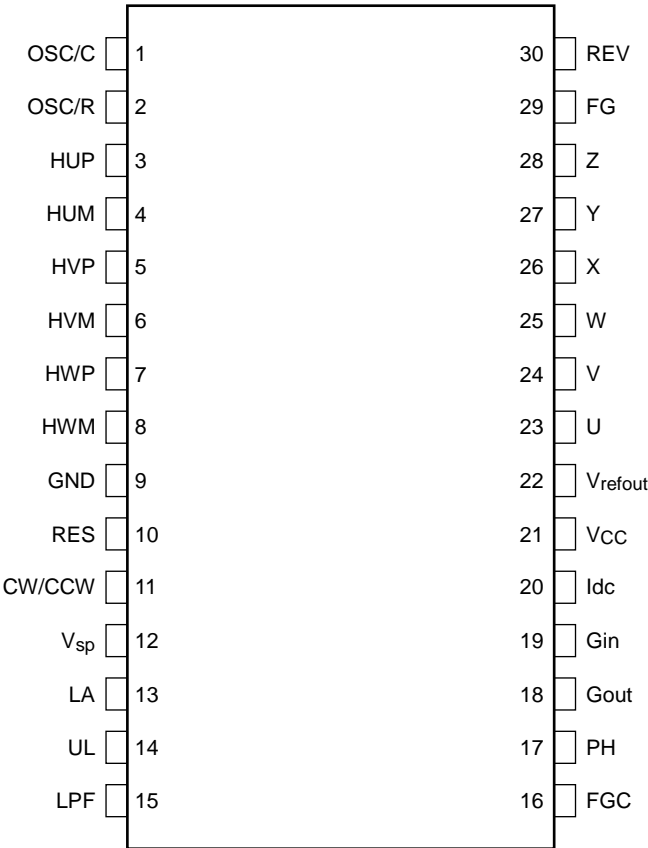 OSC/C 1 30 REV
OSC/R 2 29 FG
HUP 3 28 Z
HUM 4 27 Y
HVP 5 26 X
HVM 6 25 W
HWP 7 24 V
HWM 8 23 U
GND 9 22 Vrefout
RES 10 21 VCC
CW/CCW 11 20 Idc
Vsp 12 19 Gin
LA 13 18 Gout
UL 14 17 PH
LPF 15 16 FGC